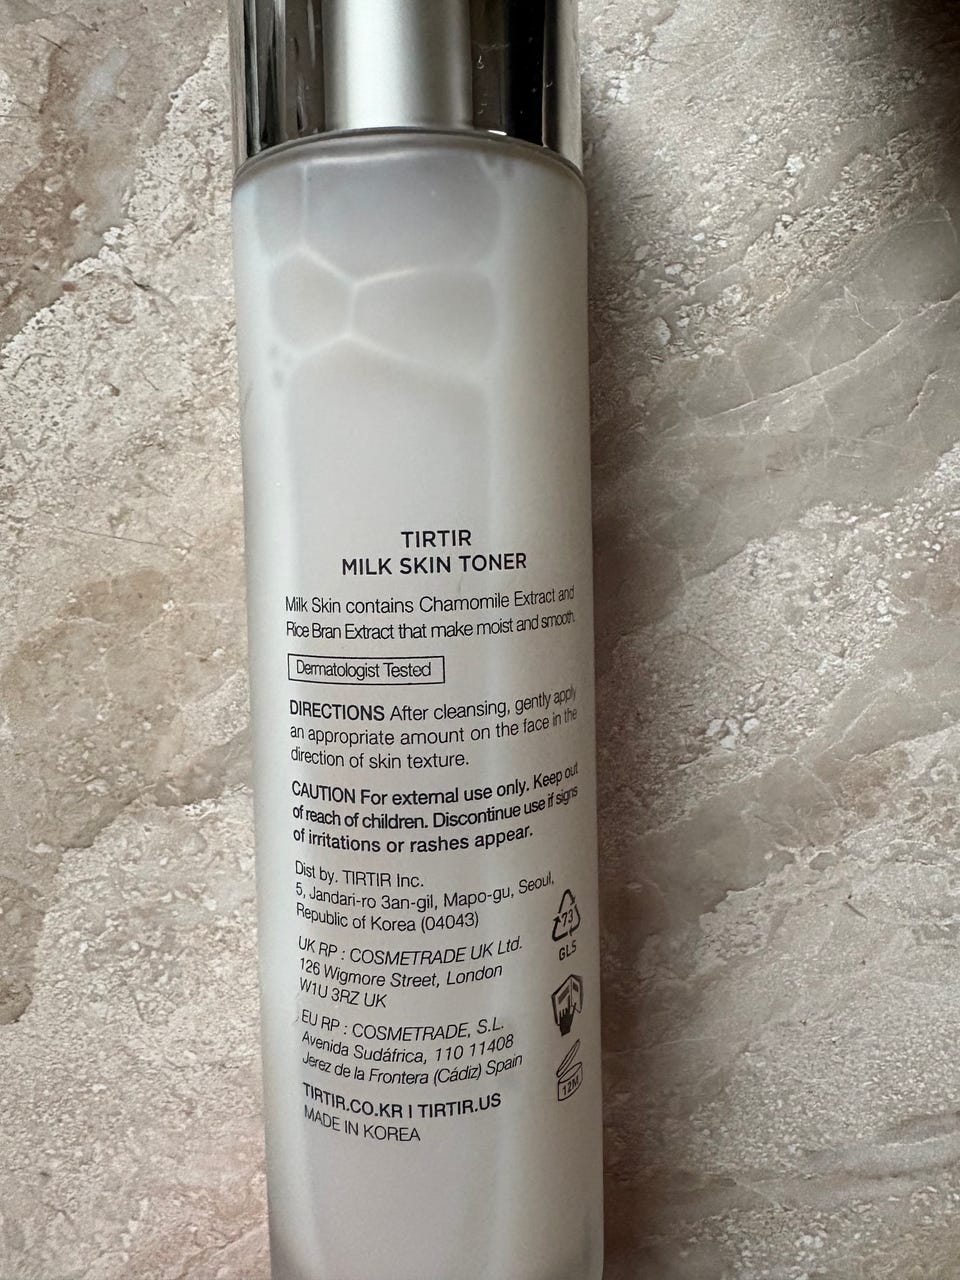 TIRTIR
MILK SKIN TONER
Milk Skin contains Chamomile Extract and
Rice Bran Extract that make moist and smooth.
Dermatologist Tested
DIRECTIONS After cleansing, gently apply
an appropriate amount on the face in the
direction of skin texture.
CAUTION For external use only. Keep out
of reach of children. Discontinue use if signs
of irritations or rashes appear.
Dist by. TIRTIR Inc.
5, Jandari-ro 3an-gil, Mapo-gu, Seoul,
Republic of Korea (04043)
UK RP : COSMETRADE UK Ltd.
126 Wigmore Street, London
W1U 3RZ UK
EU RP : COSMETRADE, S.L.
Avenida Sudáfrica, 110 11408
Jerez de la Frontera (Cádiz) Spain
TIRTIR.CO.KR I TIRTIR.US
MADE IN KOREA
73
GLS
12M